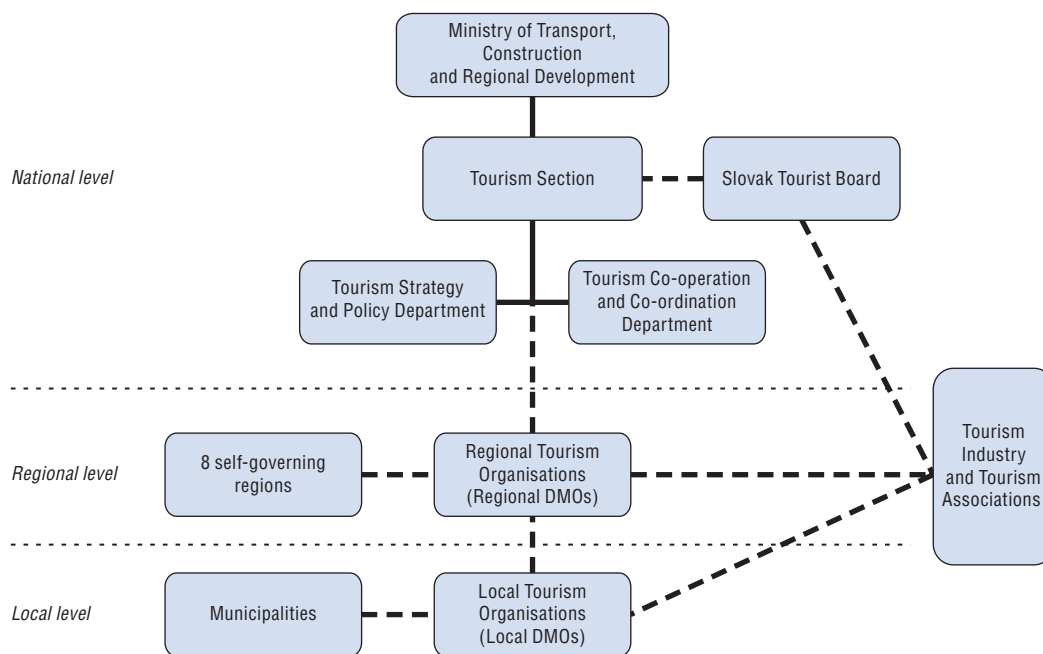 Ministry of Transport,
Construction
and Regional Development
National level
Tourism Section
Slovak Tourist Board
Tourism Strategy
and Policy Department
Tourism Co-operation
and Co-ordination
Department
Regional level
8 self-governing
regions
Regional Tourism
Organisations
(Regional DMOs)
Tourism
Industry
and Tourism
Associations
Local level
Municipalities
Local Tourism
Organisations
(Local DMOs)